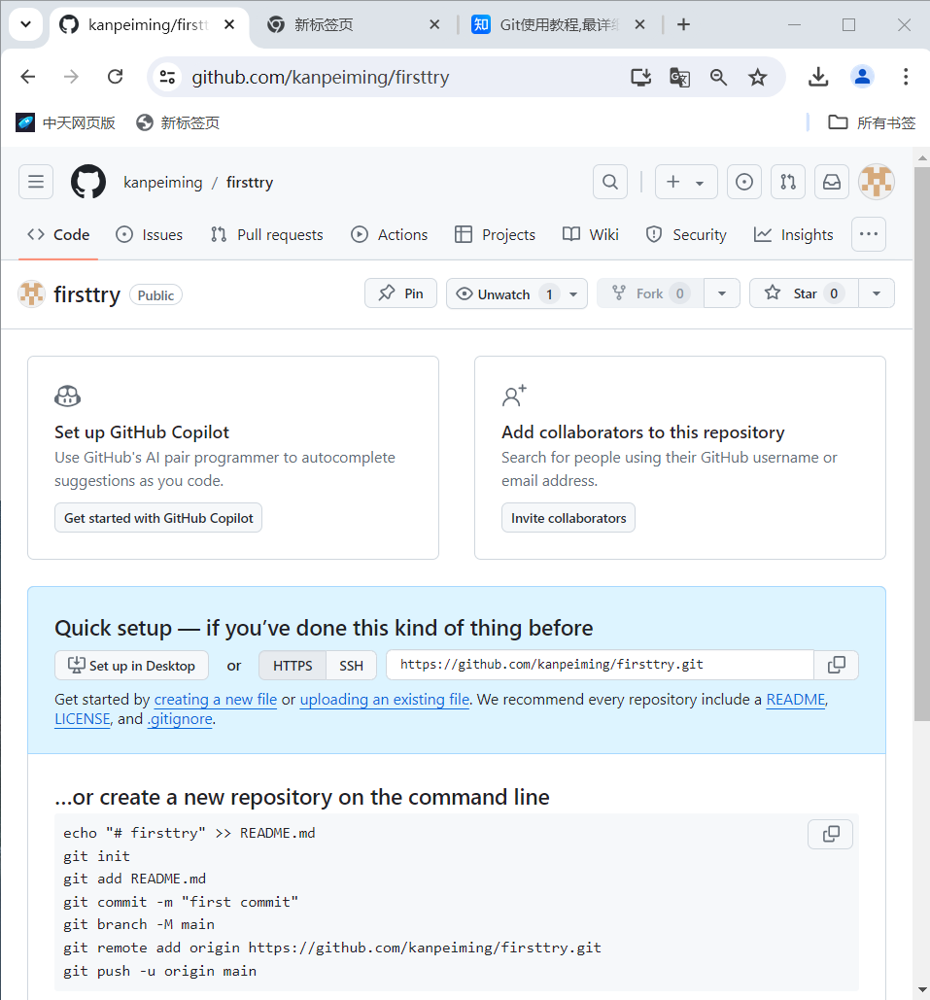 kanpeiming/firstt
新标签页
知 Git使用教程,最详细
github.com/kanpeiming/firsttry
中天网页版
新标签页
所有书签
kanpeiming / firsttry
Code
Issues
Pull requests
Actions
Projects
Wiki
Security
Insights
firsttry Public
Pin
Unwatch 1
Fork 0
Star 0
Set up GitHub Copilot
Use GitHub's AI pair programmer to autocomplete
suggestions as you code.
Get started with GitHub Copilot
Add collaborators to this repository
Search for people using their GitHub username or
email address.
Invite collaborators
Quick setup — if you’ve done this kind of thing before
Set up in Desktop or HTTPS SSH https://github.com/kanpeiming/firsttry.git
Get started by creating a new file or uploading an existing file. We recommend every repository include a README,
LICENSE, and .gitignore.
…or create a new repository on the command line
echo "# firsttry" >> README.md
git init
git add README.md
git commit -m "first commit"
git branch -M main
git remote add origin https://github.com/kanpeiming/firsttry.git
git push -u origin main